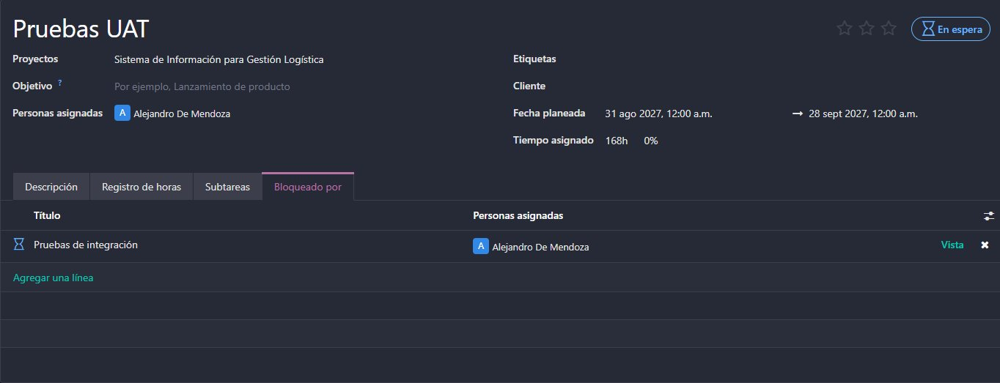 Pruebas UAT
En espera
Proyectos Sistema de Información para Gestión Logística
Etiquetas
Objetivo ? Por ejemplo, Lanzamiento de producto
Cliente
Personas asignadas A Alejandro De Mendoza
Fecha planeada 31 ago 2027, 12:00 a.m. → 28 sept 2027, 12:00 a.m.
Tiempo asignado 168h 0%
Descripción Registro de horas Subtareas Bloqueado por
Título Personas asignadas
Pruebas de integración A Alejandro De Mendoza Vista ✖
Agregar una línea